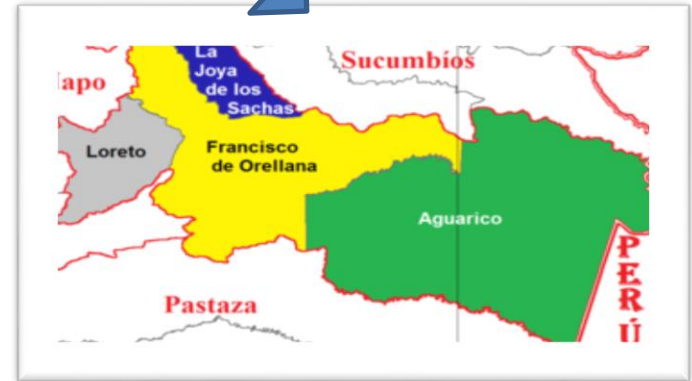 La
Joya
de los
Sachas
Sucumbíos
apo
Loreto
Francisco
de Orellana
Aguarico
Pastaza
PERÚ